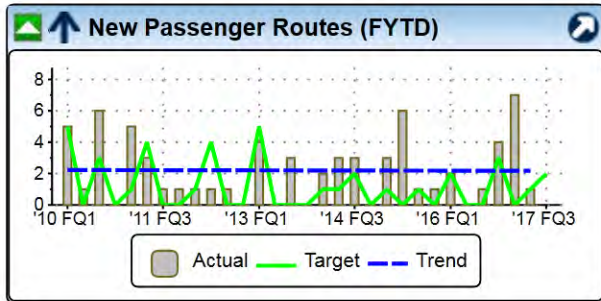 New Passenger Routes (FYTD)
8
6
4
2
0
'10 FQ1 '11 FQ3 '13 FQ1 '14 FQ3 '16 FQ1 '17 FQ3
Actual Target Trend